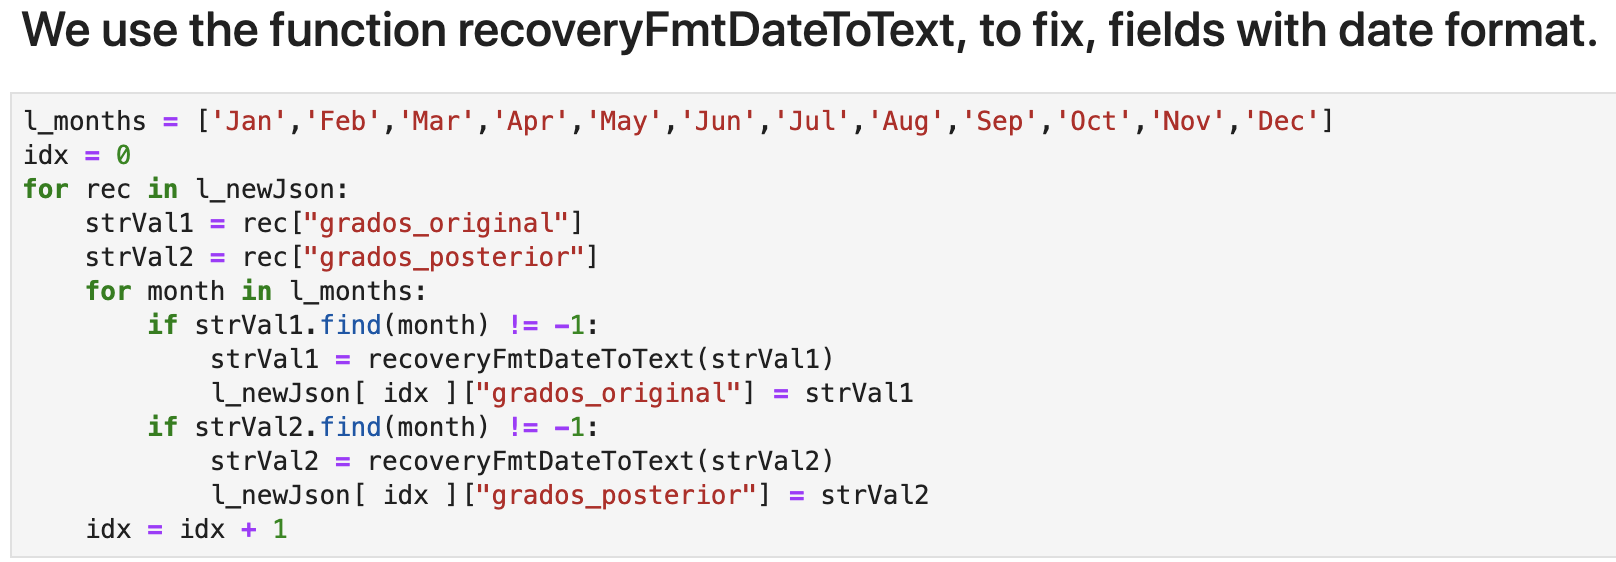 We use the function recoveryFmtDateToText, to fix, fields with date format.
l_months = ['Jan','Feb','Mar','Apr','May','Jun','Jul','Aug','Sep','Oct','Nov','Dec']
idx = 0
for rec in l_newJson:
    strVal1 = rec["grados_original"]
    strVal2 = rec["grados_posterior"]
    for month in l_months:
        if strVal1.find(month) != -1:
            strVal1 = recoveryFmtDateToText(strVal1)
            l_newJson[ idx ]["grados_original"] = strVal1
        if strVal2.find(month) != -1:
            strVal2 = recoveryFmtDateToText(strVal2)
            l_newJson[ idx ]["grados_posterior"] = strVal2
    idx = idx + 1